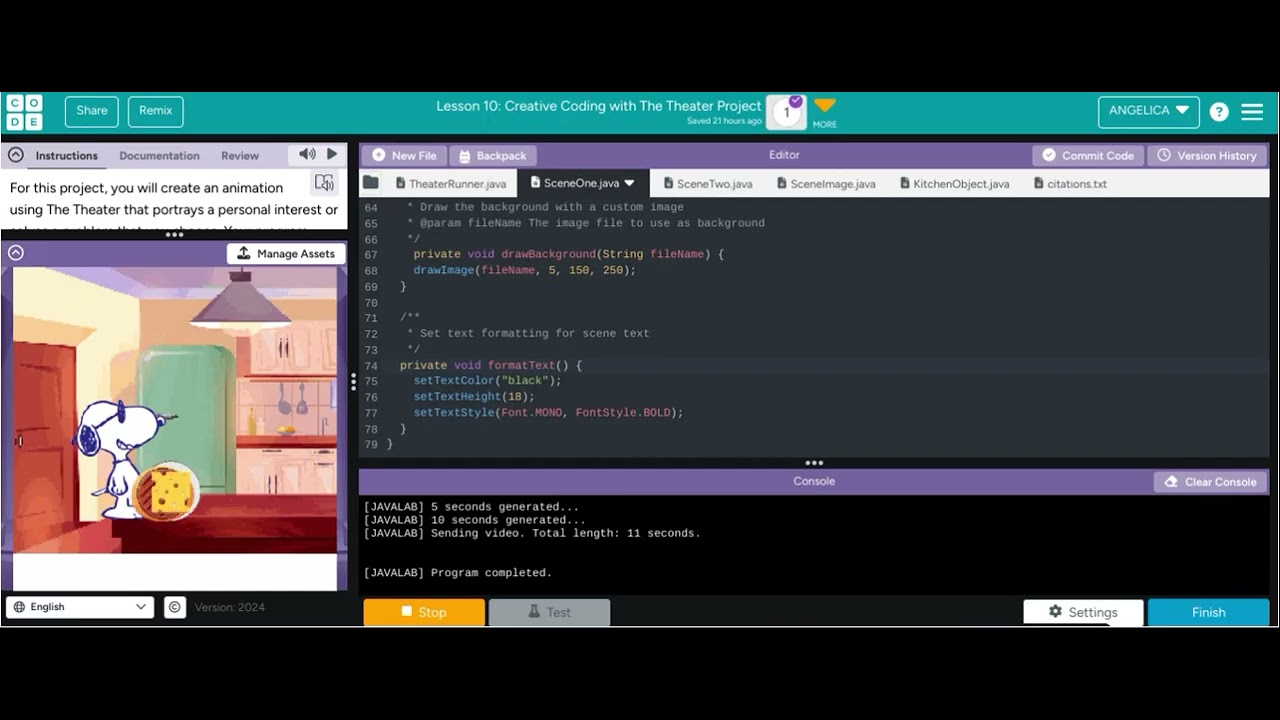 C O
D E
Share
Remix
Lesson 10: Creative Coding with The Theater Project
Saved 21 hours ago
1
MORE
ANGELICA
?
Instructions
Documentation
Review
New File
Backpack
Editor
Commit Code
Version History
For this project, you will create an animation
using The Theater that portrays a personal interest or
TheaterRunner.java
SceneOne.java
SceneTwo.java
SceneImage.java
KitchenObject.java
citations.txt
Manage Assets
64 * Draw the background with a custom image
65 * @param fileName The image file to use as background
66 */
67 private void drawBackground(String fileName) {
68 drawImage(fileName, 5, 150, 250);
69 }
70
71 /**
72 * Set text formatting for scene text
73 */
74 private void formatText() {
75 setTextColor("black");
76 setTextHeight(18);
77 setTextStyle(Font.MONO, FontStyle.BOLD);
78 }
79 }
Console
Clear Console
[JAVALAB] 5 seconds generated...
[JAVALAB] 10 seconds generated...
[JAVALAB] Sending video. Total length: 11 seconds.
[JAVALAB] Program completed.
English
©
Version: 2024
Stop
Test
Settings
Finish